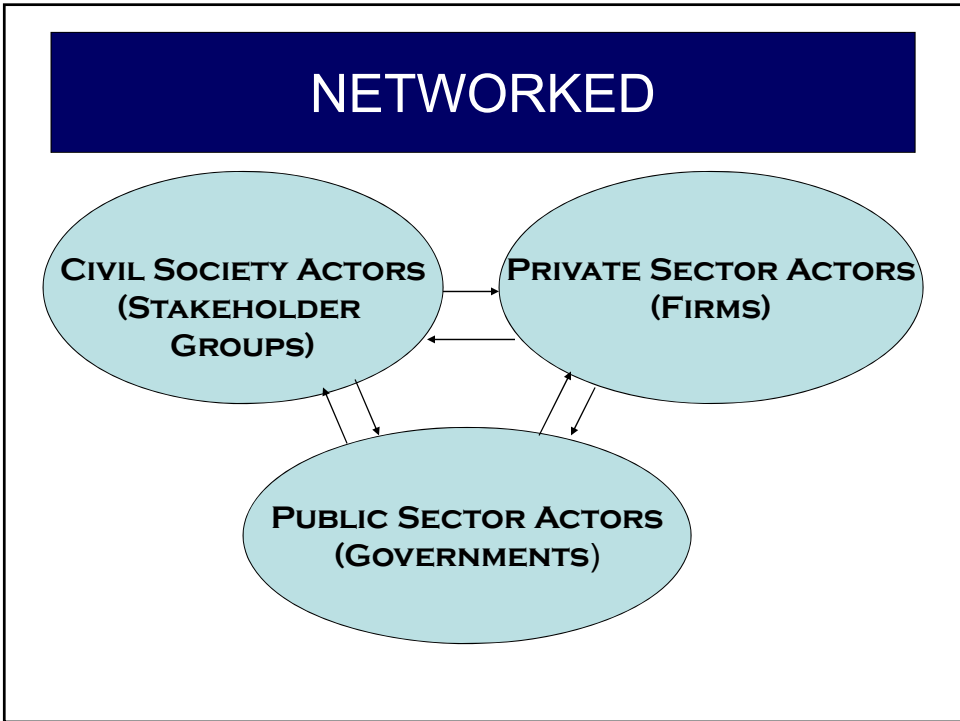 NETWORKED
CIVIL SOCIETY ACTORS
(STAKEHOLDER
GROUPS)
PRIVATE SECTOR ACTORS
(FIRMS)
PUBLIC SECTOR ACTORS
(GOVERNMENTS)